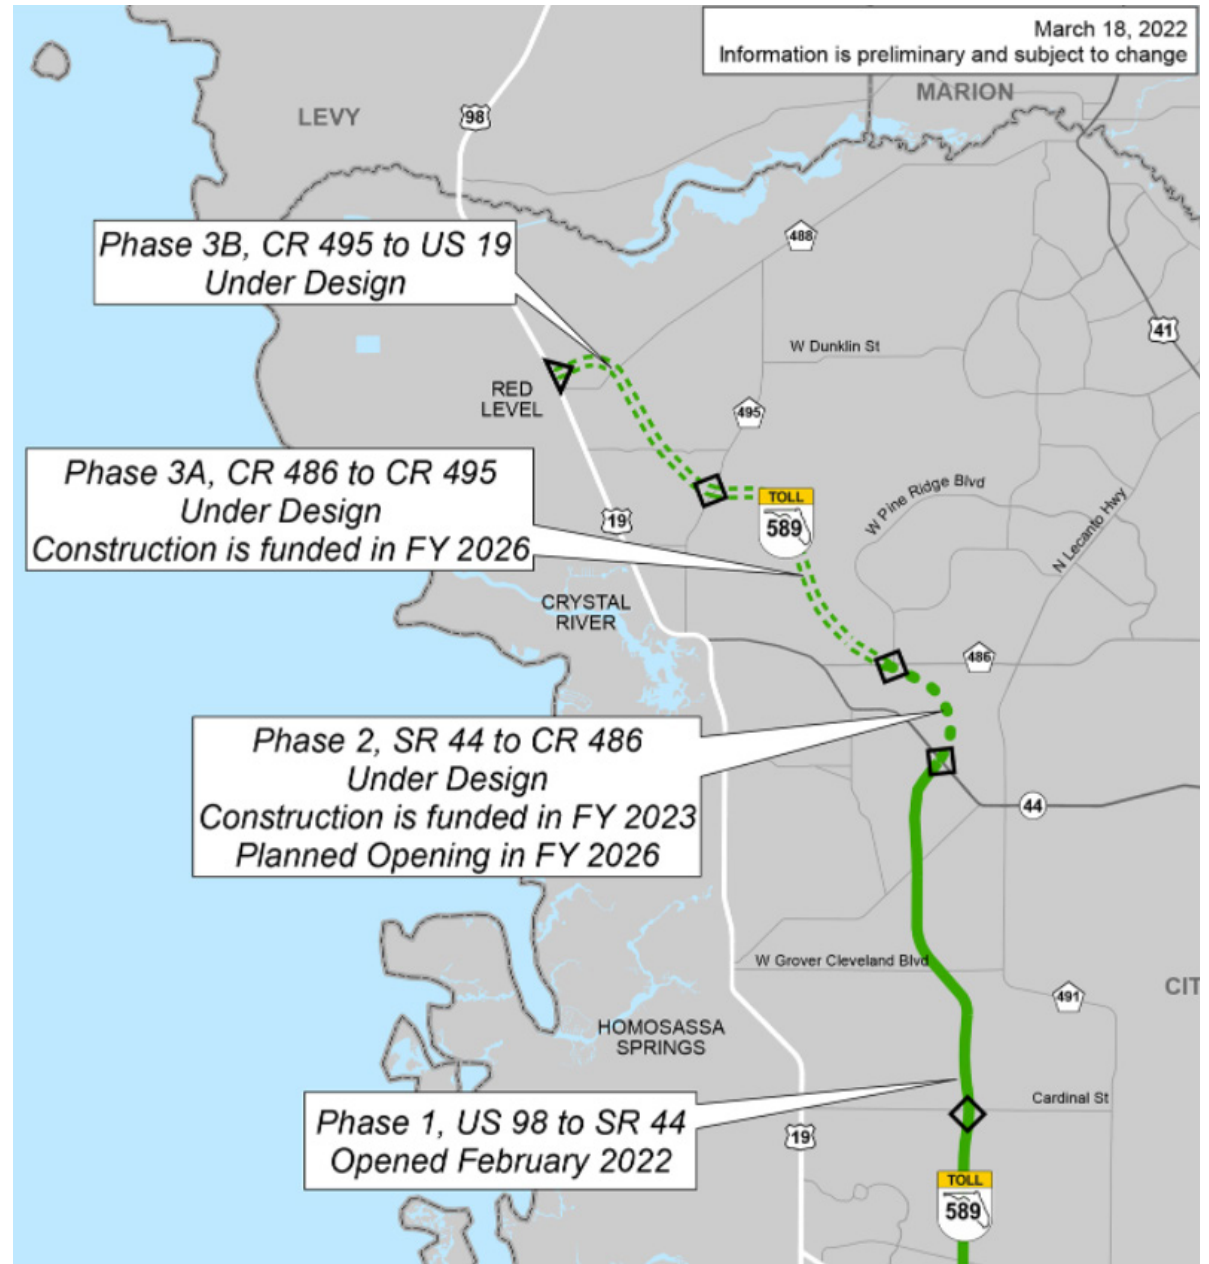 March 18, 2022
Information is preliminary and subject to change
MARION
LEVY
98
488
Phase 3B, CR 495 to US 19
Under Design
41
W Dunklin St
RED
LEVEL
495
Phase 3A, CR 486 to CR 495
Under Design
Construction is funded in FY 2026
TOLL
589
W Pine Ridge Blvd
N Lecanto Hwy
19
CRYSTAL
RIVER
486
Phase 2, SR 44 to CR 486
Under Design
Construction is funded in FY 2023
Planned Opening in FY 2026
44
W Grover Cleveland Blvd
CIT
491
HOMOSASSA
SPRINGS
Cardinal St
Phase 1, US 98 to SR 44
Opened February 2022
19
TOLL
589